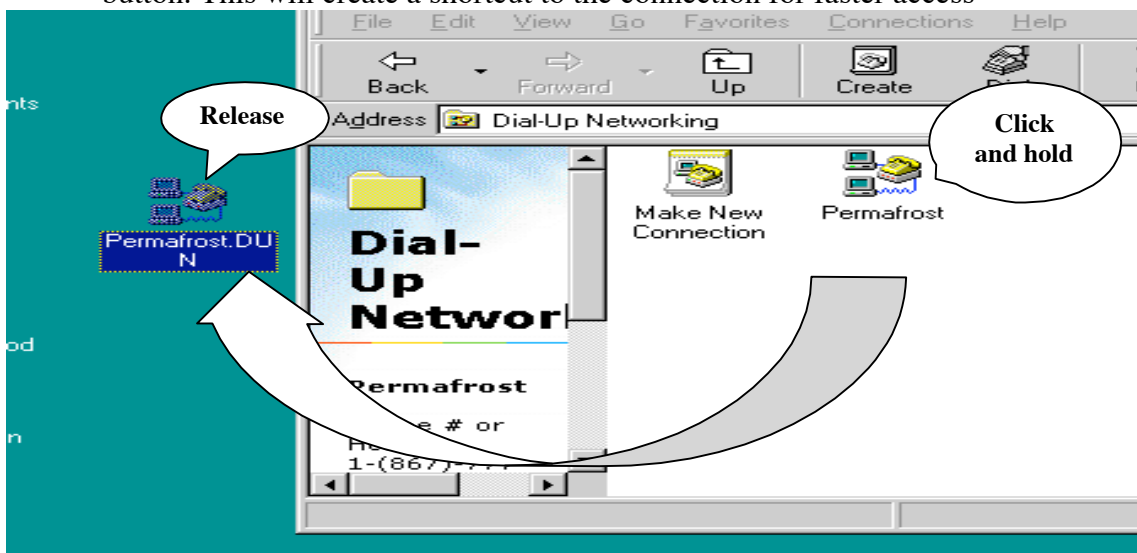 button. This will create a shortcut to the connection for faster access
File Edit View Go Favorites Connections Help
Back Forward Up Create
nts
Release
Address Dial-Up Networking
Click
and hold
Make New
Connection
Permafrost
Permafrost.DU
N
Dial-
Up
Networ
od
Permafrost
# or
n
1-(867)-